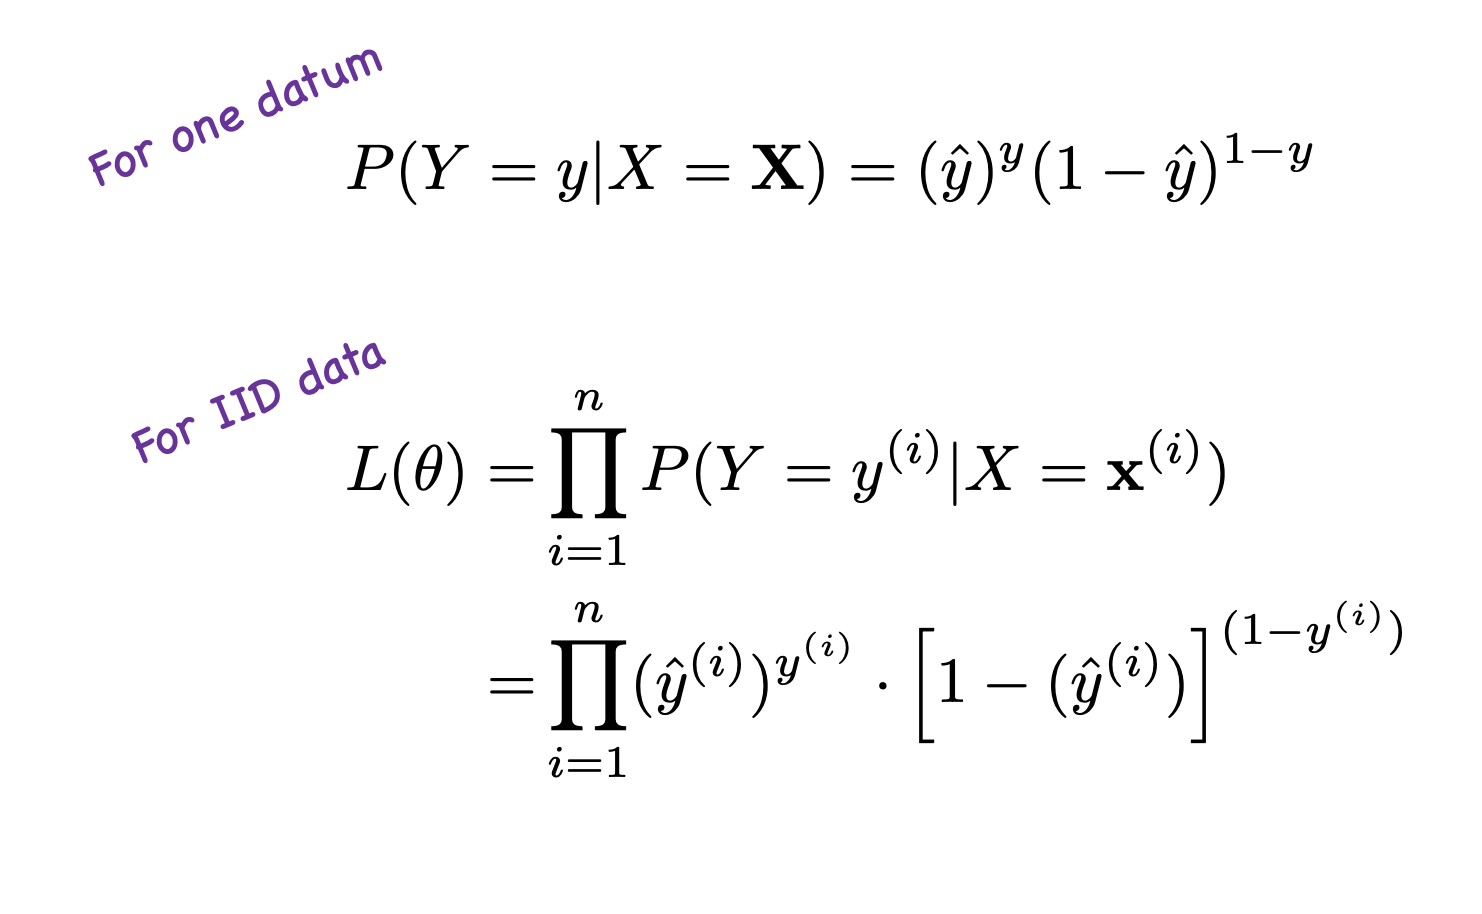 For one datum
P(Y = y|X = 𝐗) = (ŷ)^y(1 − ŷ)^{1−y}
For IID data
L(θ) = ∏_{i=1}^{n} P(Y = y^{(i)}|X = 𝐱^{(i)})
= ∏_{i=1}^{n} (ŷ^{(i)})^{y^{(i)}} · [1 − (ŷ^{(i)})]^{(1−y^{(i)})}